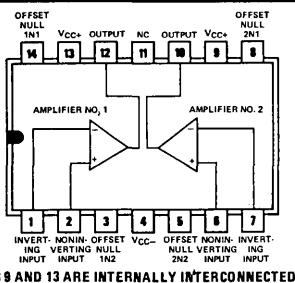 OFFSET NULL 1N1
VCC+
OUTPUT
NC
OUTPUT
VCC+
OFFSET NULL 2N1
14
13
12
11
10
9
8
AMPLIFIER NO. 1
AMPLIFIER NO. 2
−
+
−
+
1
2
3
4
5
6
7
INVERT-
ING
INPUT
NONIN-
VERTING
INPUT
OFFSET
NULL
1N2
VCC−
OFFSET
NULL
2N2
NONIN-
VERTING
INPUT
INVERT-
ING
INPUT
9 AND 13 ARE INTERNALLY INTERCONNECTED